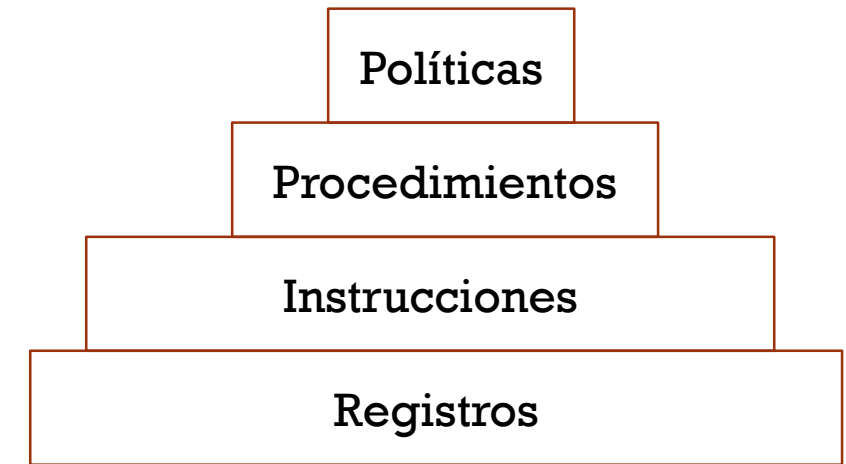 Políticas
Procedimientos
Instrucciones
Registros